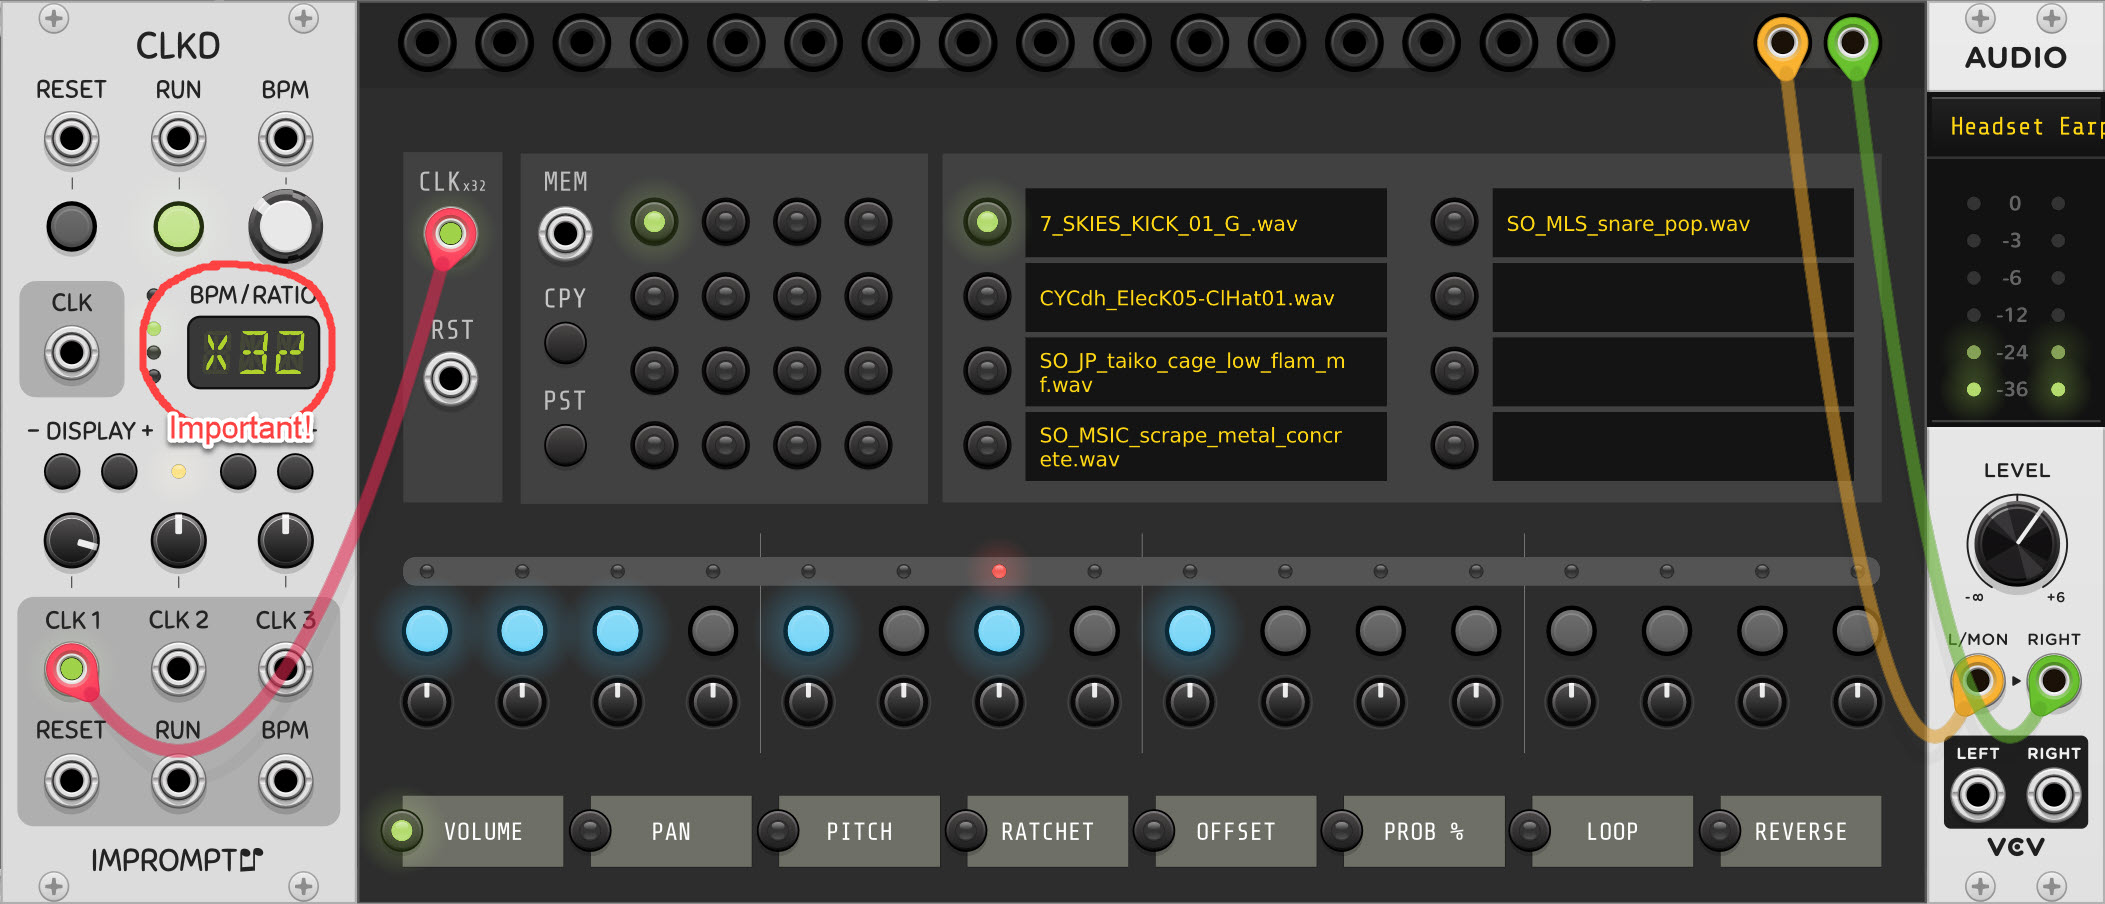 CLKD
RESET RUN BPM
CLK
BPM/RATIO
X32
- DISPLAY +
Important!
CLK 1 CLK 2 CLK 3
RESET RUN BPM
IMPROMPTU
CLKx32
RST
MEM
CPY
PST
7_SKIES_KICK_01_G_.wav
CYCdh_ElecK05-ClHat01.wav
SO_JP_taiko_cage_low_flam_m
f.wav
SO_MSIC_scrape_metal_concr
ete.wav
SO_MLS_snare_pop.wav
VOLUME PAN PITCH RATCHET OFFSET PROB % LOOP REVERSE
AUDIO
Headset Earp
0
-3
-6
-12
-24
-36
LEVEL
-∞ +6
L/MON RIGHT
LEFT RIGHT
VCV